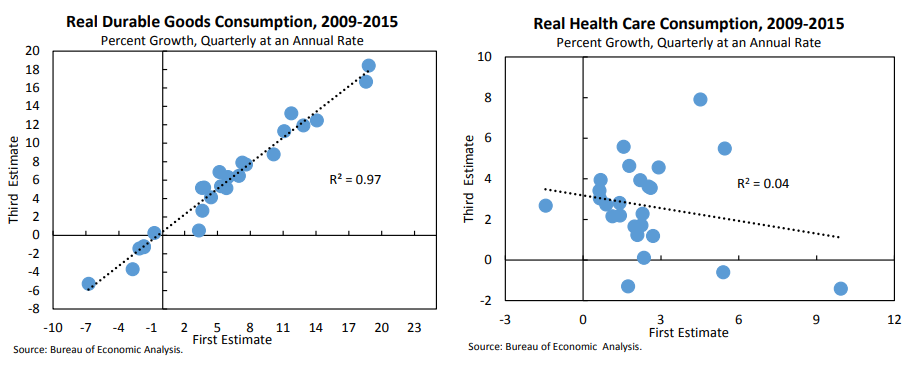 Real Durable Goods Consumption, 2009-2015
Percent Growth, Quarterly at an Annual Rate
20
18
16
14
12
10
8
6
4
2
0
-2
-4
-6
-8
Third Estimate
R² = 0.97
-10 -7 -4 -1 2 5 8 11 14 17 20 23
First Estimate
Source: Bureau of Economic Analysis.
Real Health Care Consumption, 2009-2015
Percent Growth, Quarterly at an Annual Rate
10
8
6
4
2
0
-2
Third Estimate
R² = 0.04
-3 0 3 6 9 12
First Estimate
Source: Bureau of Economic Analysis.